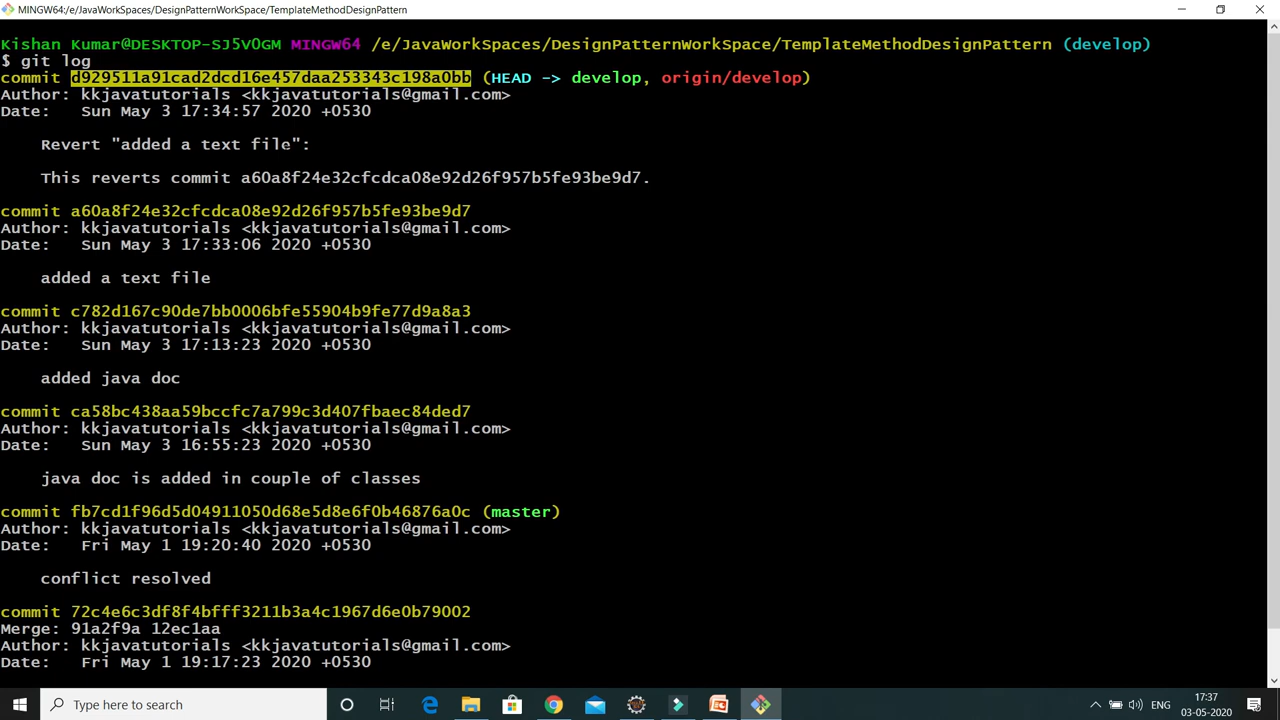 MINGW64:/e/JavaWorkSpaces/DesignPatternWorkSpace/TemplateMethodDesignPattern
Kishan Kumar@DESKTOP-SJ5V0GM MINGW64 /e/JavaWorkSpaces/DesignPatternWorkSpace/TemplateMethodDesignPattern (develop)
$ git log
commit d929511a91cad2dcd16e457daa253343c198a0bb (HEAD -> develop, origin/develop)
Author: kkjavatutorials <kkjavatutorials@gmail.com>
Date:   Sun May 3 17:34:57 2020 +0530
Revert "added a text file":
This reverts commit a60a8f24e32cfcdca08e92d26f957b5fe93be9d7.
commit a60a8f24e32cfcdca08e92d26f957b5fe93be9d7
Author: kkjavatutorials <kkjavatutorials@gmail.com>
Date:   Sun May 3 17:33:06 2020 +0530
added a text file
commit c782d167c90de7bb0006bfe55904b9fe77d9a8a3
Author: kkjavatutorials <kkjavatutorials@gmail.com>
Date:   Sun May 3 17:13:23 2020 +0530
added java doc
commit ca58bc438aa59bccfc7a799c3d407fbaec84ded7
Author: kkjavatutorials <kkjavatutorials@gmail.com>
Date:   Sun May 3 16:55:23 2020 +0530
java doc is added in couple of classes
commit fb7cd1f96d5d04911050d68e5d8e6f0b46876a0c (master)
Author: kkjavatutorials <kkjavatutorials@gmail.com>
Date:   Fri May 1 19:20:40 2020 +0530
conflict resolved
commit 72c4e6c3df8f4bfff3211b3a4c1967d6e0b79002
Merge: 91a2f9a 12ec1aa
Author: kkjavatutorials <kkjavatutorials@gmail.com>
Date:   Fri May 1 19:17:23 2020 +0530
Type here to search
ENG
17:37
03-05-2020